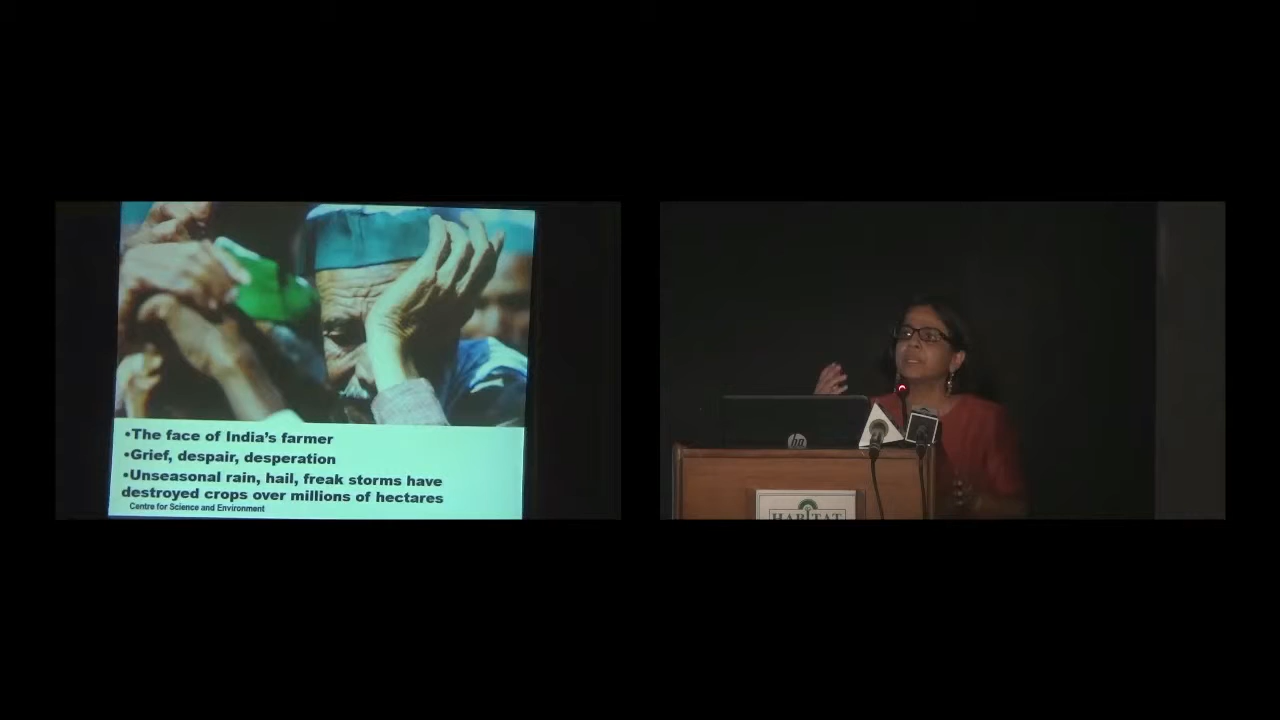 •The face of India's farmer
•Grief, despair, desperation
•Unseasonal rain, hail, freak storms have
destroyed crops over millions of hectares
Centre for Science and Environment
hp
HABITAT